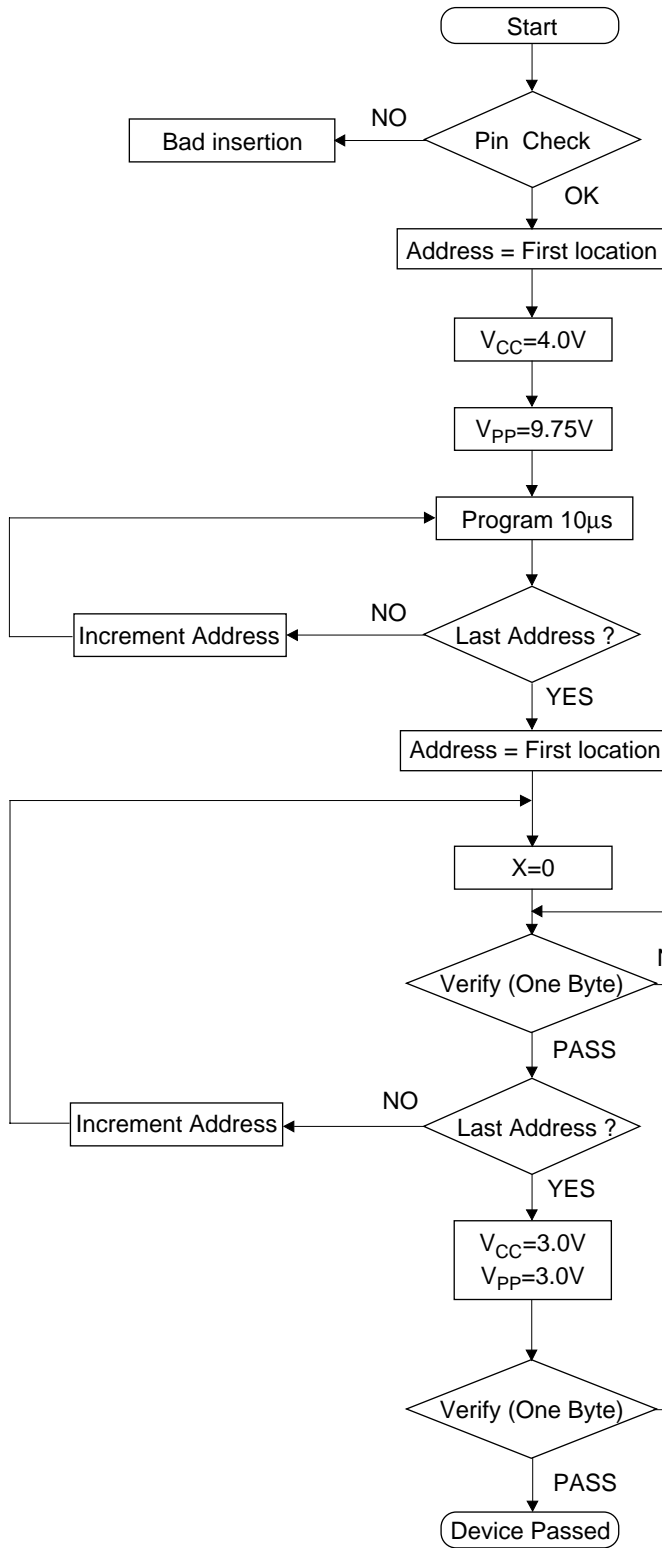 Start
NO
Bad insertion
Pin Check
OK
Address = First location
VCC=4.0V
VPP=9.75V
Program 10μs
NO
Increment Address
Last Address ?
YES
Address = First location
X=0
Verify (One Byte)
PASS
NO
Increment Address
Last Address ?
YES
VCC=3.0V
VPP=3.0V
Verify (One Byte)
PASS
Device Passed